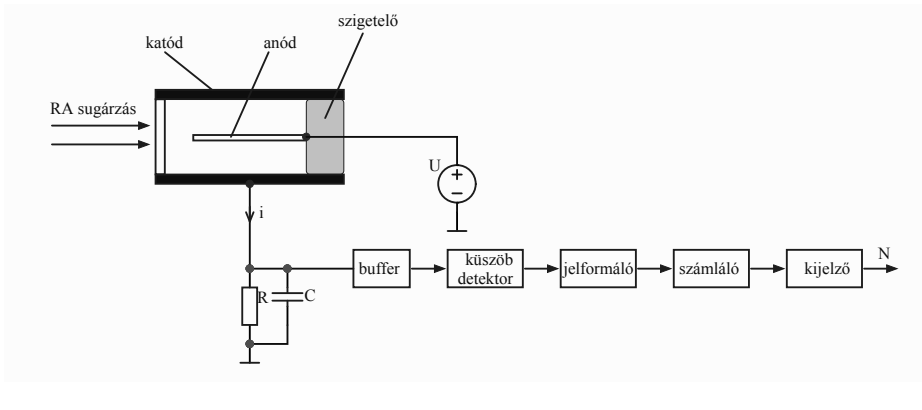 szigetelő
katód
anód
RA sugárzás
U
i
R
C
buffer
küszöb
detektor
jelformáló
számláló
kijelző
N